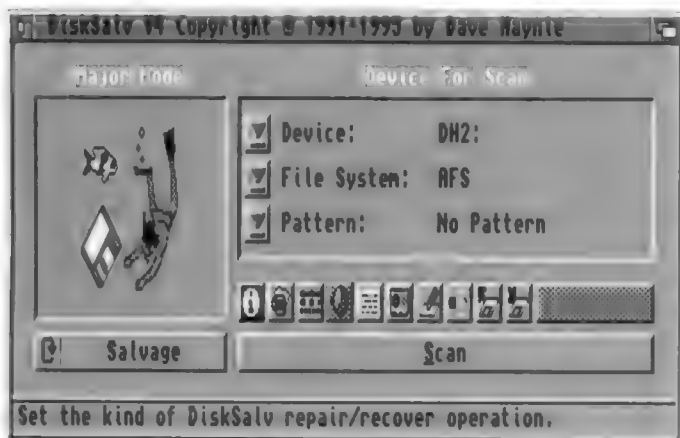 DiskSalv V4 Copyright © 1991-1995 by Dave Haynie
Major Mode
Device For Scan
Device: DH2:
File System: AFS
Pattern: No Pattern
Salvage
Scan
Set the kind of DiskSalv repair/recover operation.